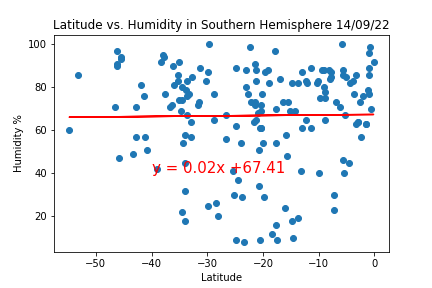 Latitude vs. Humidity in Southern Hemisphere 14/09/22
100
80
60
40
20
Humidity %
y = 0.02x +67.41
−50
−40
−30
−20
−10
0
Latitude